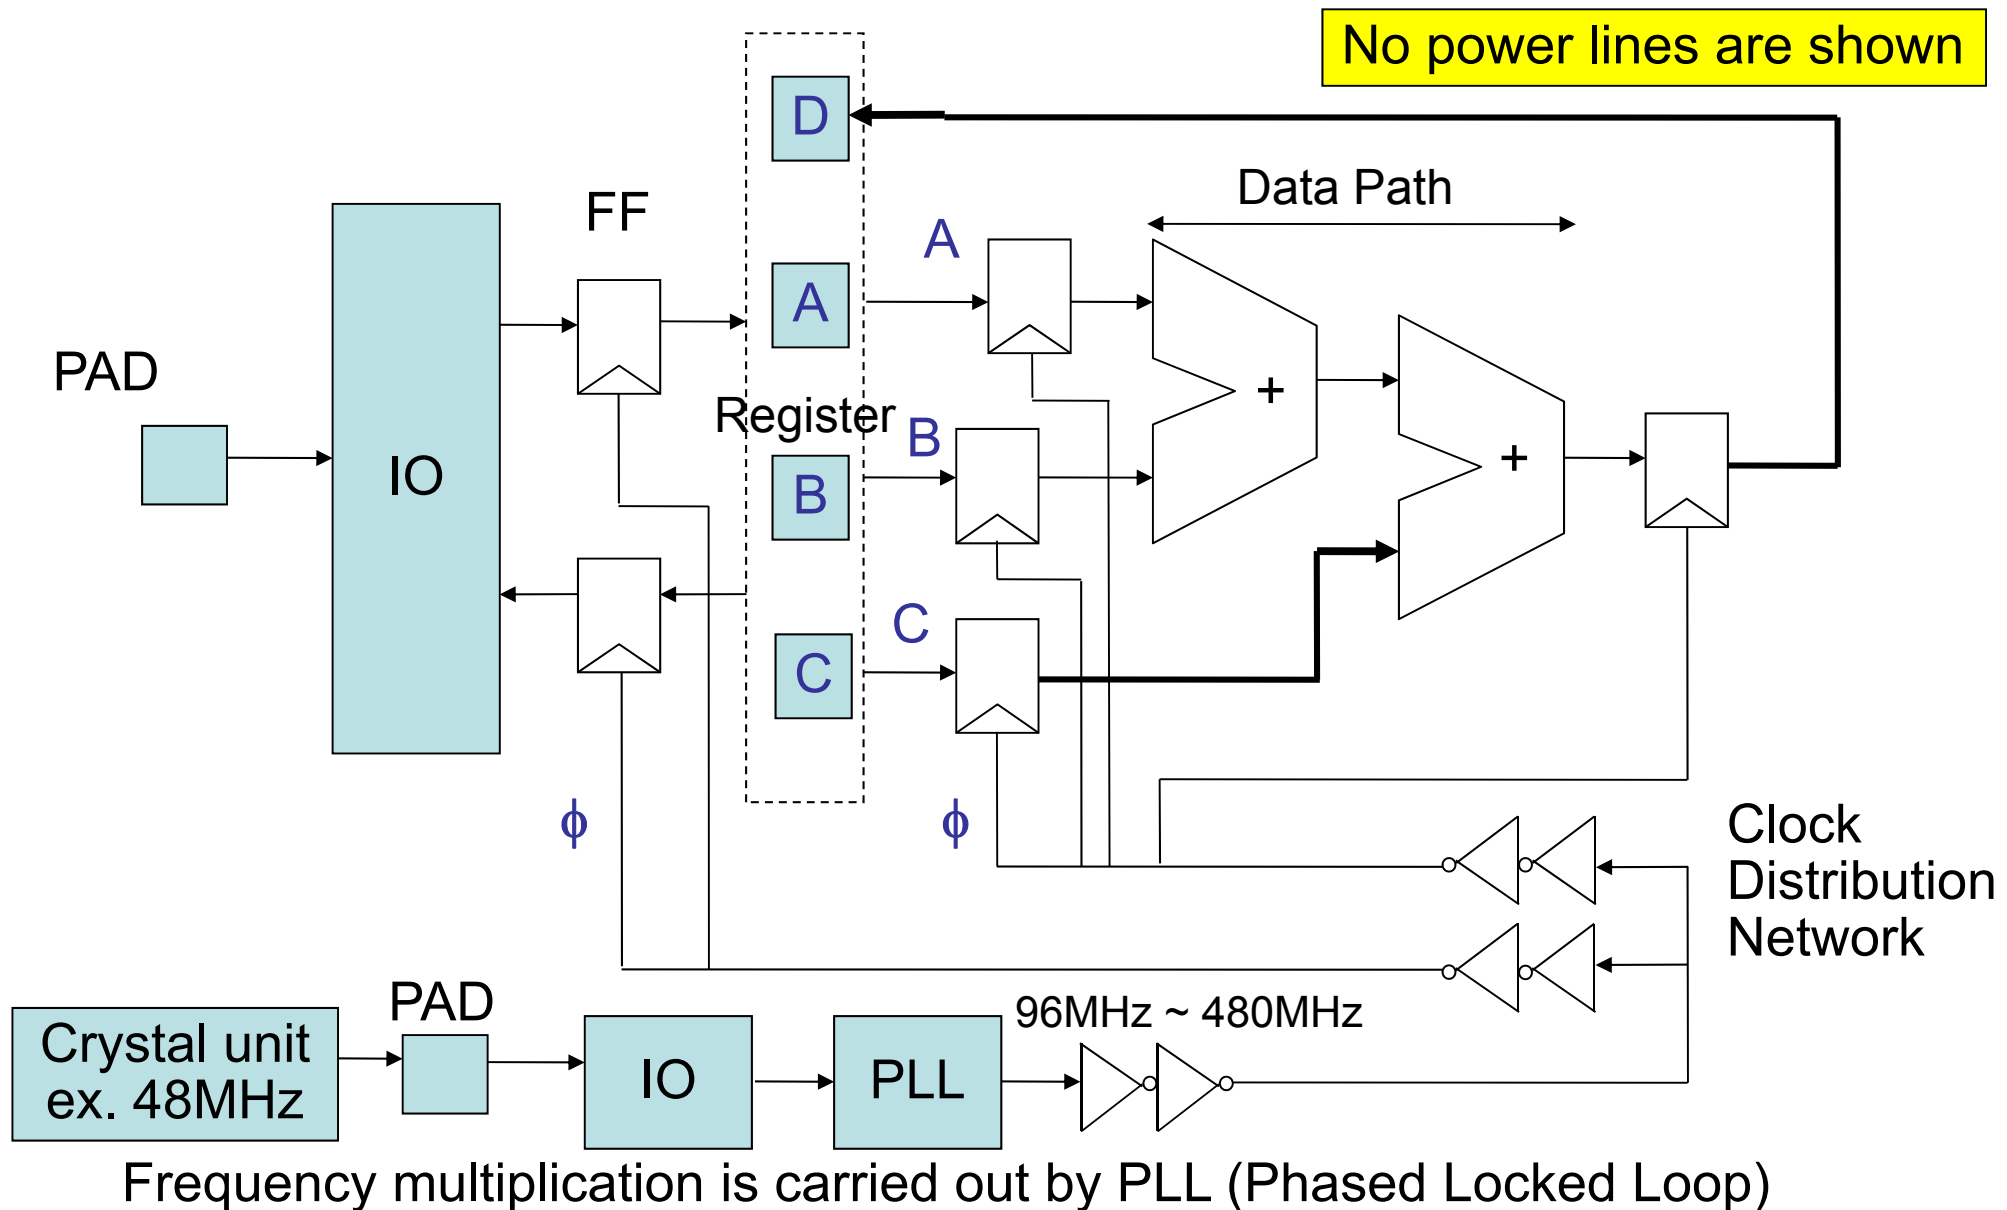 No power lines are shown
D
Data Path
FF
A
A
PAD
Register
B
+
IO
B
+
C
C
ϕ
ϕ
Clock
Distribution
Network
PAD
96MHz ~ 480MHz
Crystal unit
ex. 48MHz
IO
PLL
Frequency multiplication is carried out by PLL (Phased Locked Loop)